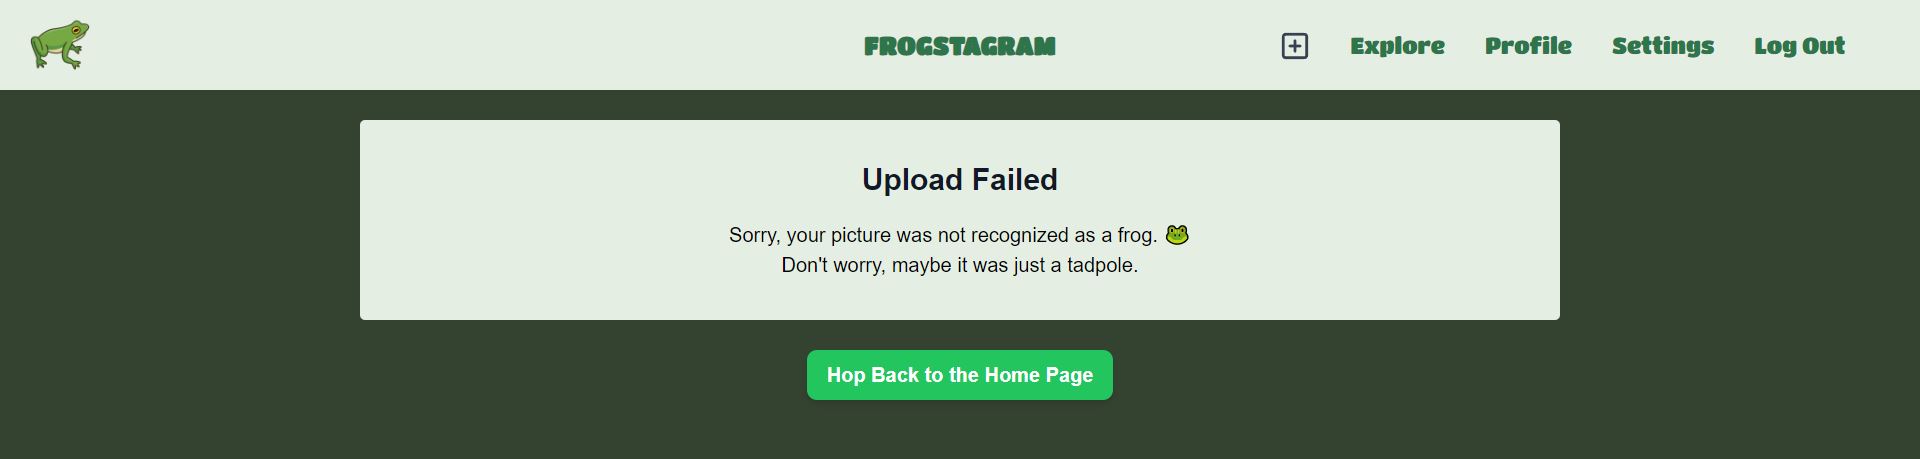 FROGSTAGRAM
Explore
Profile
Settings
Log Out
Upload Failed
Sorry, your picture was not recognized as a frog. 🐸
Don't worry, maybe it was just a tadpole.
Hop Back to the Home Page